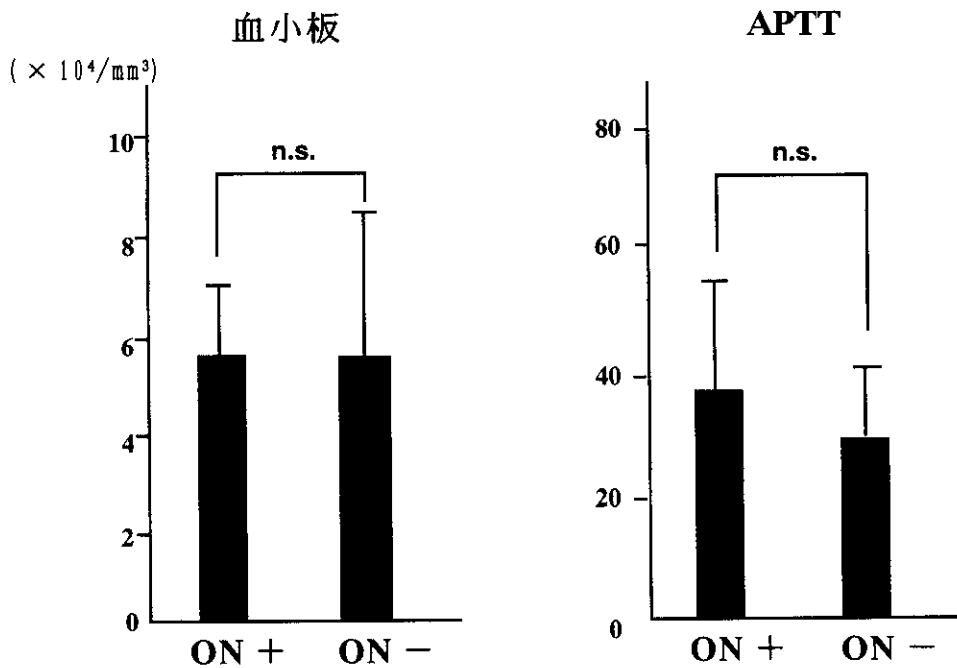 血小板
(× 10⁴/mm³)
10
8
6
4
2
0
n.s.
ON + ON −
APTT
80
60
40
20
0
n.s.
ON + ON −